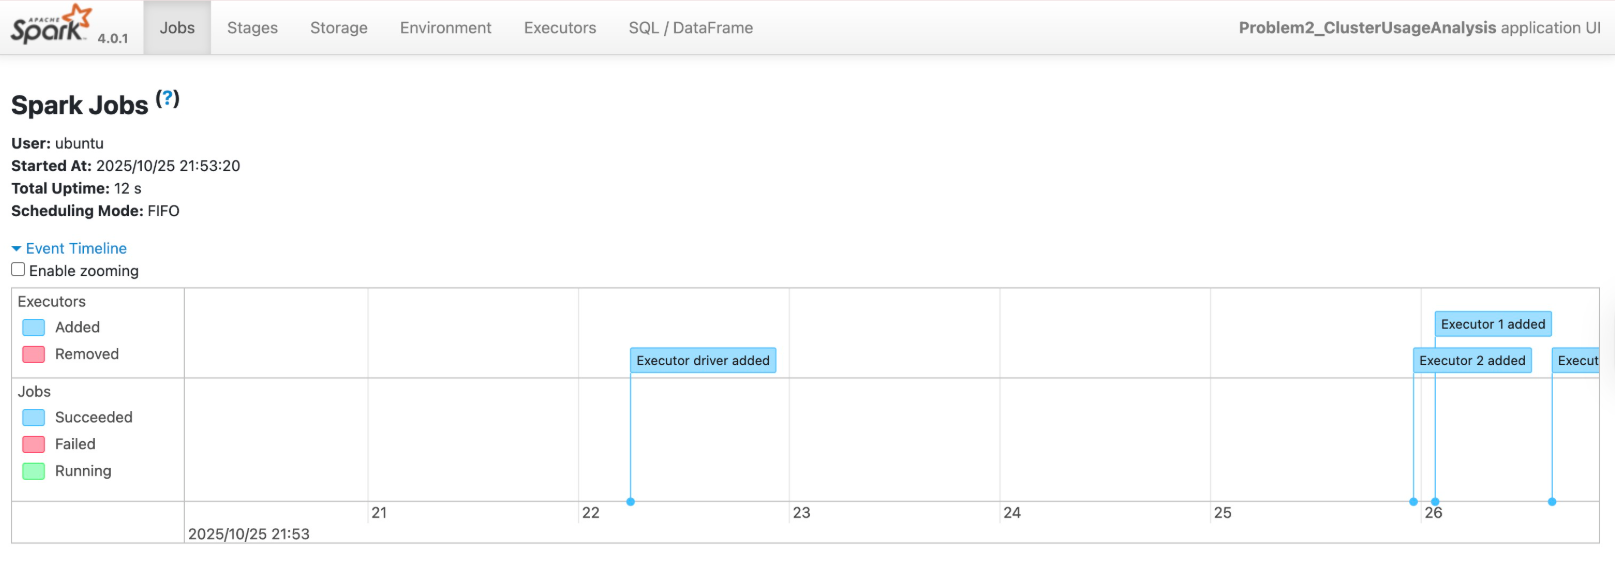 APACHE
Spark 4.0.1 Jobs Stages Storage Environment Executors SQL / DataFrame Problem2_ClusterUsageAnalysis application UI
Spark Jobs (?)
User: ubuntu
Started At: 2025/10/25 21:53:20
Total Uptime: 12 s
Scheduling Mode: FIFO
Event Timeline
Enable zooming
Executors
Added
Removed
Executor 1 added
Executor driver added Executor 2 added Execut
Jobs
Succeeded
Failed
Running
21 22 23 24 25 26
2025/10/25 21:53